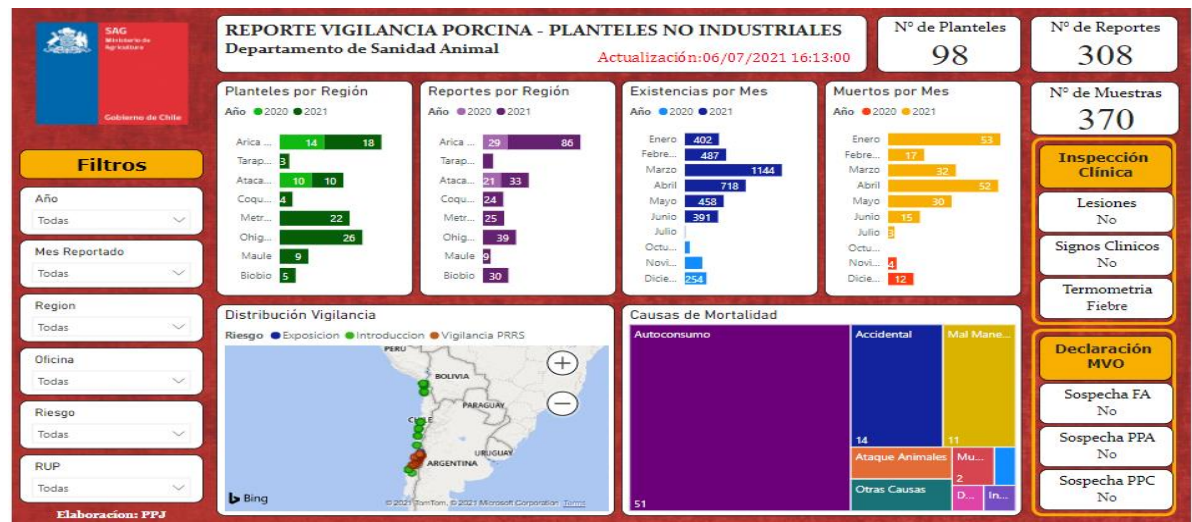 SAG
Ministerio de
Agricultura
Gobierno de Chile
REPORTE VIGILANCIA PORCINA - PLANTELES NO INDUSTRIALES
Departamento de Sanidad Animal
Actualización:06/07/2021 16:13:00
N° de Planteles
98
N° de Reportes
308
N° de Muestras
370
Filtros
Año
Todas
Mes Reportado
Todas
Region
Todas
Oficina
Todas
Riesgo
Todas
RUP
Todas
Elaboracion: PPJ
Planteles por Región
Año 2020 2021
Arica ... 14 18
Tarap... 3
Ataca... 10 10
Coqu... 4
Metr... 22
Ohig... 26
Maule 9
Biobio 5
Reportes por Región
Año 2020 2021
Arica ... 29 86
Tarap...
Ataca... 21 33
Coqu... 24
Metr... 25
Ohig... 39
Maule 9
Biobio 30
Existencias por Mes
Año 2020 2021
Enero 402
Febre... 487
Marzo 1144
Abril 718
Mayo 458
Junio 391
Julio
Octu...
Novi...
Dicie... 254
Muertos por Mes
Año 2020 2021
Enero 53
Febre... 17
Marzo 32
Abril 52
Mayo 30
Junio 15
Julio 3
Octu...
Novi... 4
Dicie... 12
Inspección
Clínica
Lesiones
No
Signos Clinicos
No
Termometria
Fiebre
Declaración
MVO
Sospecha FA
No
Sospecha PPA
No
Sospecha PPC
No
Distribución Vigilancia
Riesgo Exposicion Introduccion Vigilancia PRRS
PERU
BOLIVIA
PARAGUAY
CHILE
URUGUAY
ARGENTINA
Bing
© 2021 TomTom, © 2021 Microsoft Corporation Terms
Causas de Mortalidad
Autoconsumo
51
Accidental
14
Mal Mane...
11
Ataque Animales
Mu...
2
Otras Causas
D...
In...